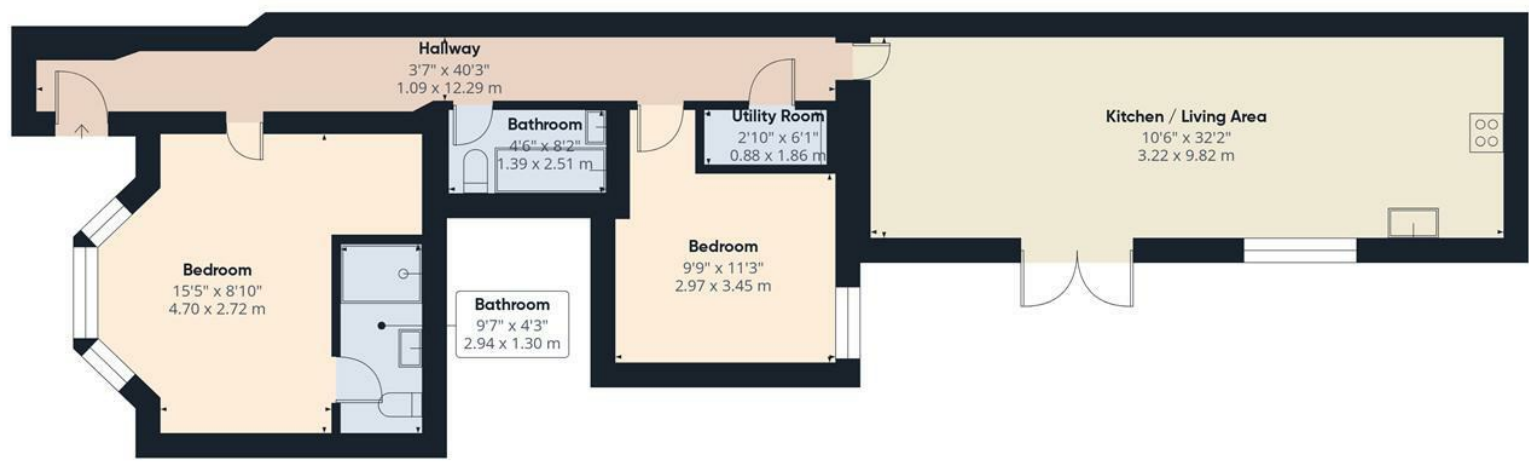 Hallway
3'7" x 40'3"
1.09 x 12.29 m
Bathroom
4'6" x 8'2"
1.39 x 2.51 m
Utility Room
2'10" x 6'1"
0.88 x 1.86 m
Kitchen / Living Area
10'6" x 32'2"
3.22 x 9.82 m
Bedroom
15'5" x 8'10"
4.70 x 2.72 m
Bathroom
9'7" x 4'3"
2.94 x 1.30 m
Bedroom
9'9" x 11'3"
2.97 x 3.45 m